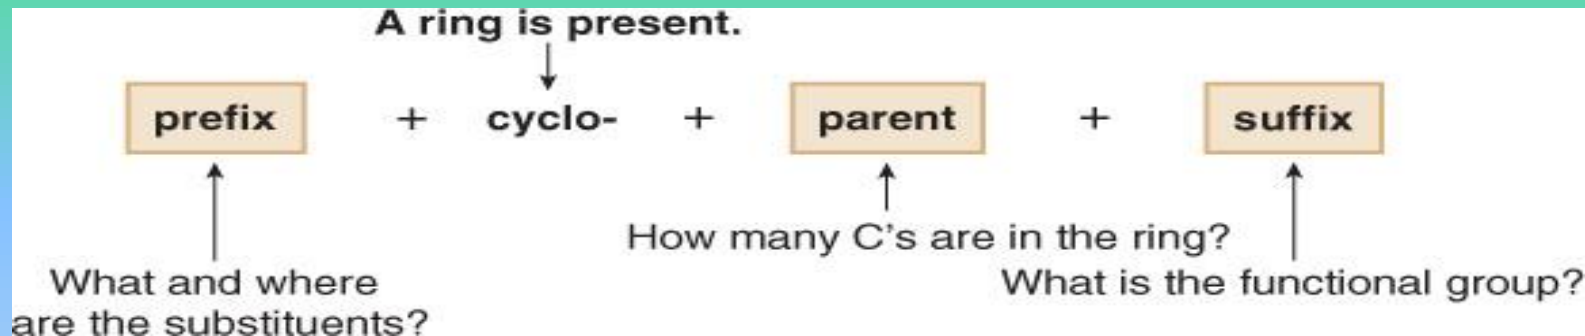 A ring is present.
prefix + cyclo- + parent + suffix
How many C's are in the ring?
What and where
are the substituents?
What is the functional group?